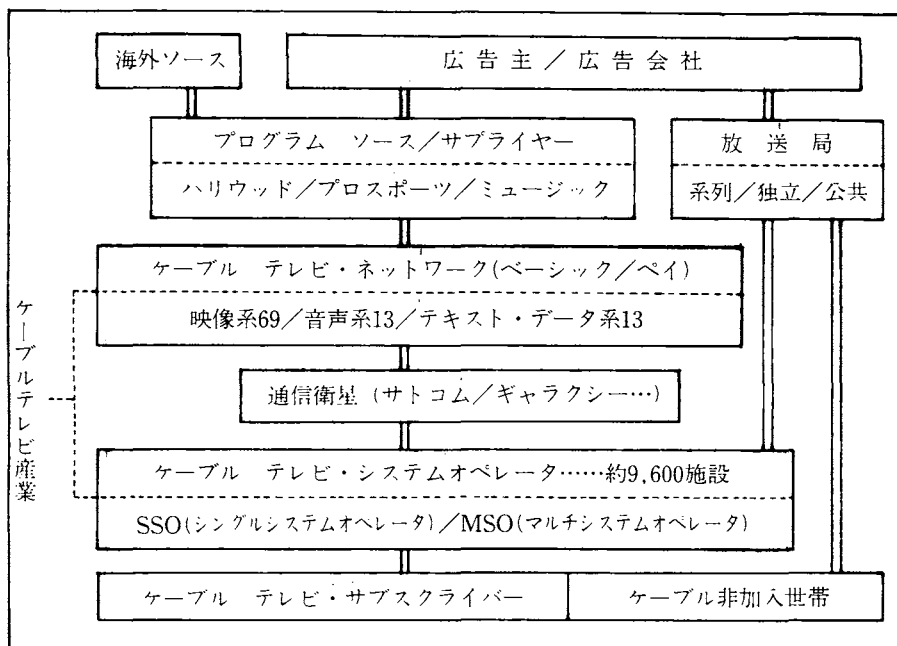 海外ソース
広告主/広告会社
プログラム ソース/サプライヤー
放送局
ハリウッド/プロスポーツ/ミュージック
系列/独立/公共
ケーブル テレビ・ネットワーク(ベーシック/ペイ)
映像系69/音声系13/テキスト・データ系13
ケーブルテレビ産業
通信衛星(サトコム/ギャラクシー…)
ケーブル テレビ・システムオペレータ……約9,600施設
SSO(シングルシステムオペレータ)/MSO(マルチシステムオペレータ)
ケーブル テレビ・サブスクライバー
ケーブル非加入世帯